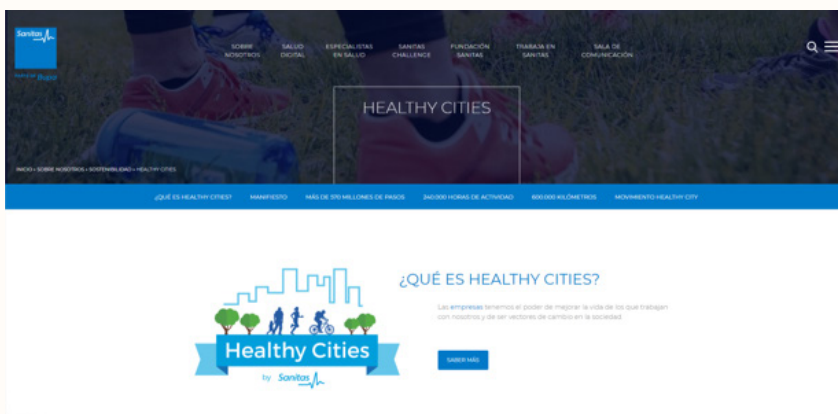 Sanitas
SOBRE NOSOTROS
SALUD DIGITAL
ESPECIALISTAS EN SALUD
SANITAS CHALLENGE
FUNDACIÓN SANITAS
TRABAJA EN SANITAS
SALA DE COMUNICACIÓN
HEALTHY CITIES
INICIO » SOBRE NOSOTROS » SOSTENIBILIDAD » HEALTHY CITIES
¿QUÉ ES HEALTHY CITIES? MANIFIESTO MÁS DE 370 MILLONES DE PASOS 240.000 HORAS DE ACTIVIDAD 600.000 KILÓMETROS MOVIMIENTO HEALTHY CITY
¿QUÉ ES HEALTHY CITIES?
Las empresas tenemos el poder de mejorar la vida de los que trabajan
con nosotros y de ser vectores de cambio en la sociedad
SABER MÁS
Healthy Cities
by Sanitas